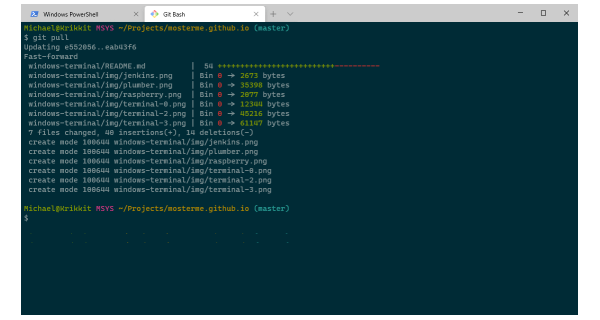 Windows PowerShell
Git Bash
Michael@Krikkit MSYS ~/Projects/mosterme.github.io (master)
$ git pull
Updating e552056..eab43f6
Fast-forward
windows-terminal/README.md | 54 ++++++++++++++++++++++++++----------
windows-terminal/img/jenkins.png | Bin 0 → 2673 bytes
windows-terminal/img/plumber.png | Bin 0 → 35398 bytes
windows-terminal/img/raspberry.png | Bin 0 → 2077 bytes
windows-terminal/img/terminal-0.png | Bin 0 → 12344 bytes
windows-terminal/img/terminal-2.png | Bin 0 → 45216 bytes
windows-terminal/img/terminal-3.png | Bin 0 → 61147 bytes
7 files changed, 40 insertions(+), 14 deletions(-)
create mode 100644 windows-terminal/img/jenkins.png
create mode 100644 windows-terminal/img/plumber.png
create mode 100644 windows-terminal/img/raspberry.png
create mode 100644 windows-terminal/img/terminal-0.png
create mode 100644 windows-terminal/img/terminal-2.png
create mode 100644 windows-terminal/img/terminal-3.png
Michael@Krikkit MSYS ~/Projects/mosterme.github.io (master)
$